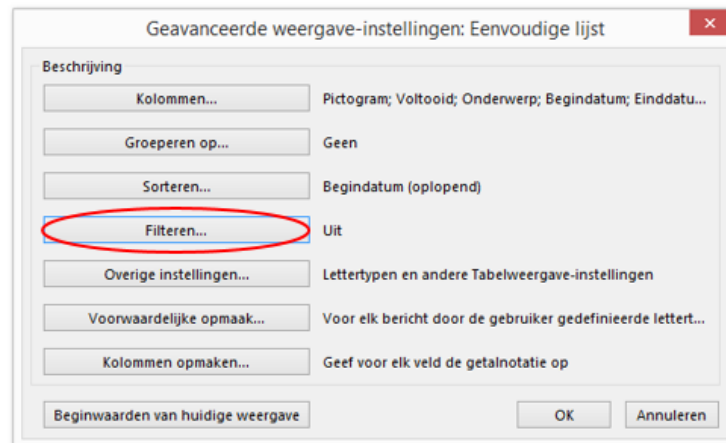 Geavanceerde weergave-instellingen: Eenvoudige lijst
Beschrijving
Kolommen... Pictogram; Voltooid; Onderwerp; Begindatum; Einddatu...
Groeperen op... Geen
Sorteren... Begindatum (oplopend)
Filteren... Uit
Overige instellingen... Lettertypen en andere Tabelweergave-instellingen
Voorwaardelijke opmaak... Voor elk bericht door de gebruiker gedefinieerde lettert...
Kolommen opmaken... Geef voor elk veld de getalnotatie op
Beginwaarden van huidige weergave OK Annuleren